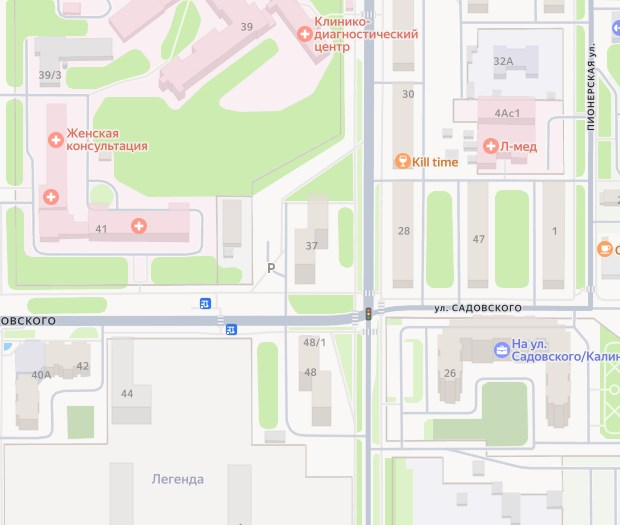 39
Клинико-
диагностический
центр
ПИОНЕРСКАЯ ул.
32А
39/3
30
4Ас1
Женская
консультация
Л-мед
Kill time
41
37
28
47
1
P
ул. САДОВСКОГО
ОВСКОГО
48/1
На ул.
Садовского/Калин
42
40А
48
26
44
Легенда